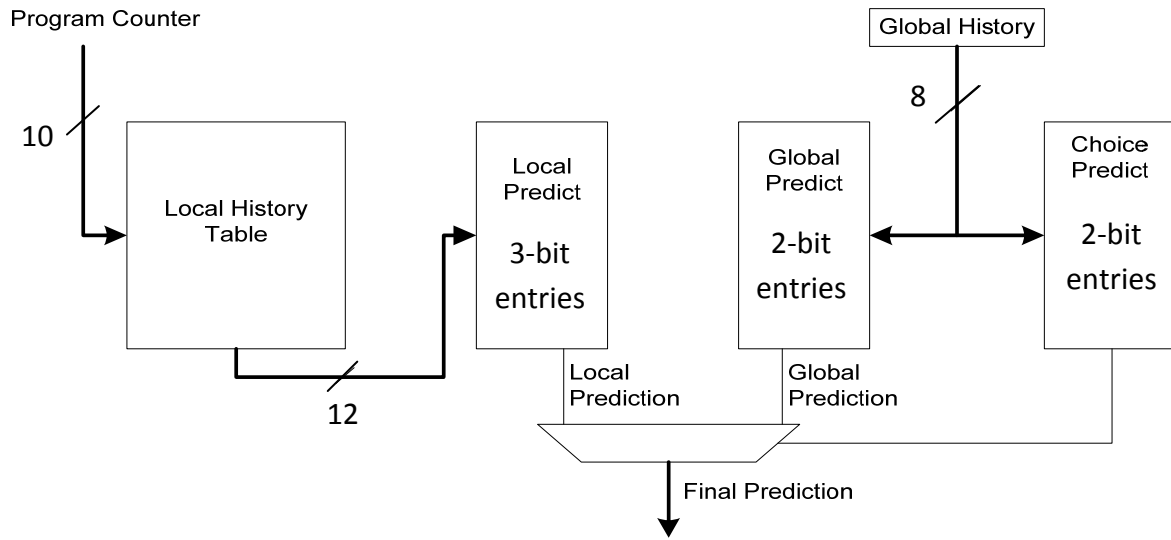 Program Counter
10
Local History
Table
12
Local
Predict
3-bit
entries
Global History
8
Global
Predict
2-bit
entries
Choice
Predict
2-bit
entries
Local
Prediction
Global
Prediction
Final Prediction